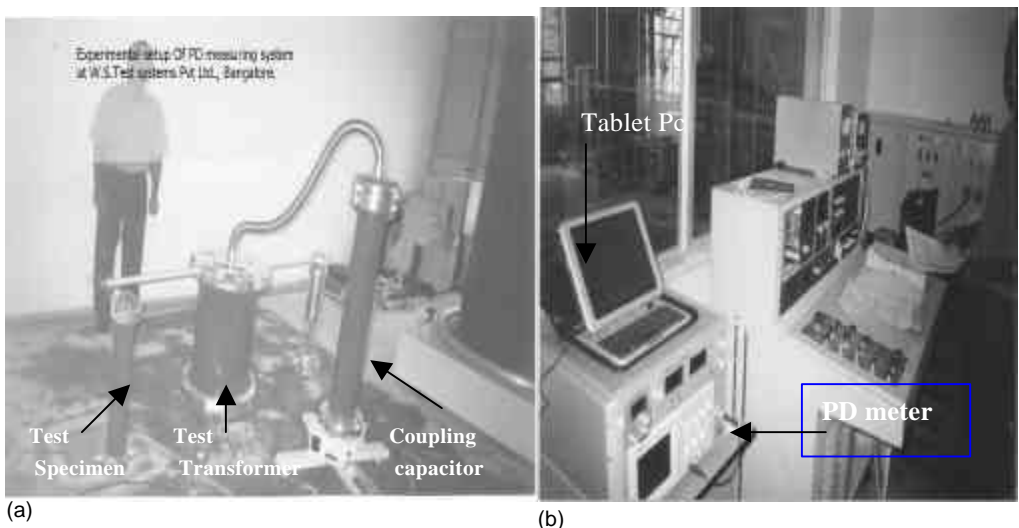 Experimental setup Of PD measuring system
at W.S.Test systems Pvt Ltd., Bangalore.
Test
Specimen
Test
Transformer
Coupling
capacitor
(a)
Tablet Pc
PD meter
(b)